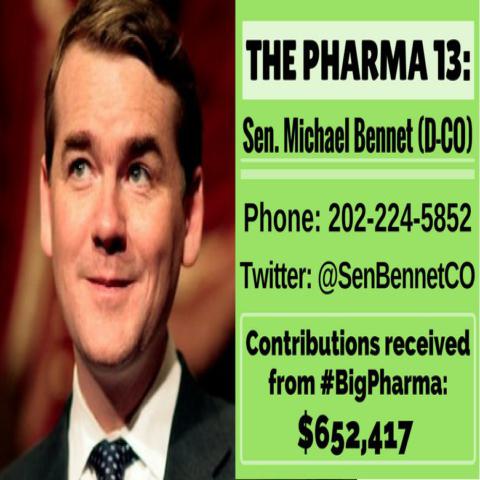 THE PHARMA 13:
Sen. Michael Bennet (D-CO)
Phone: 202-224-5852
Twitter: @SenBennetCO
Contributions received
from #BigPharma:
$652,417